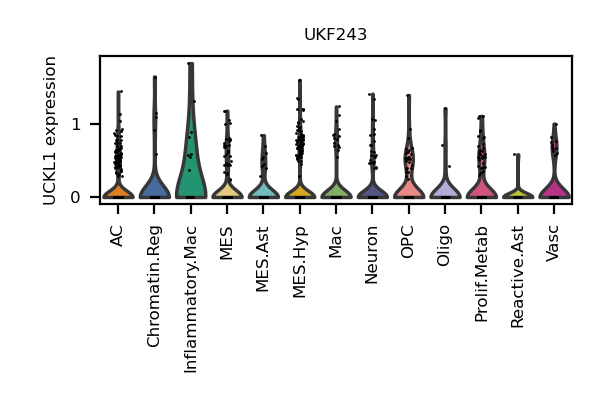 UKF243
UCKL1 expression
1
0
AC
Chromatin.Reg
Inflammatory.Mac
MES
MES.Ast
MES.Hyp
Mac
Neuron
OPC
Oligo
Prolif.Metab
Reactive.Ast
Vasc